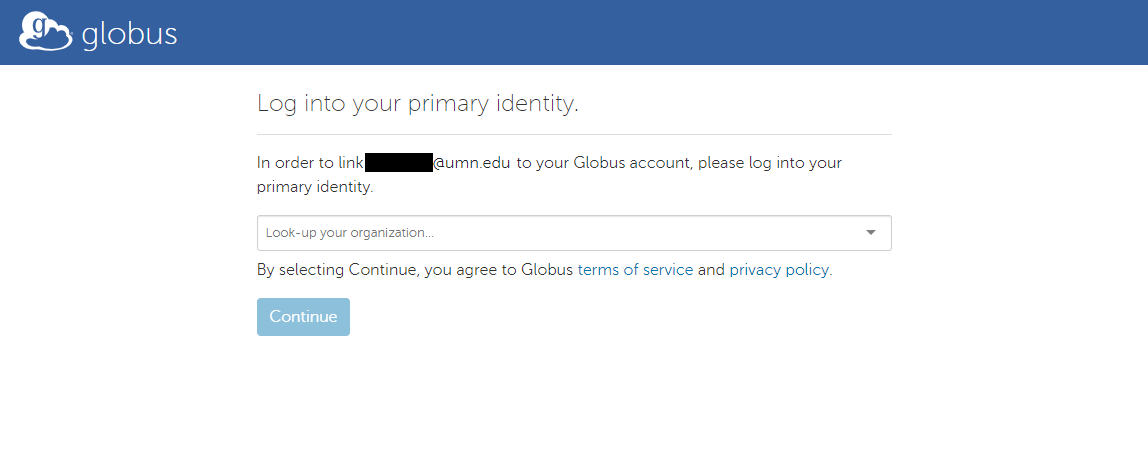 g globus
Log into your primary identity.
In order to link @umn.edu to your Globus account, please log into your
primary identity.
Look-up your organization...
By selecting Continue, you agree to Globus terms of service and privacy policy.
Continue